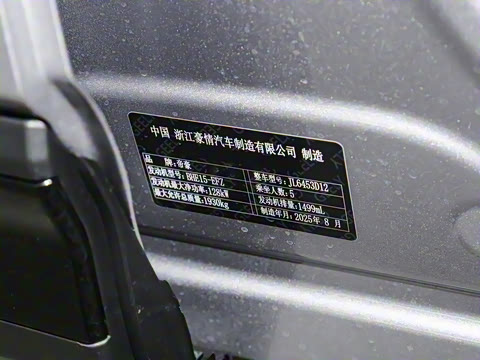 中国 浙江豪情汽车制造有限公司 制造
品 牌:帝豪 整车型号:JL6453D12
发动机型号:BHE15-EFZ 乘坐人数:5
发动机最大净功率:128kW 发动机排量:1499mL
最大允许总质量:1930kg 制造年月:2025年 8 月